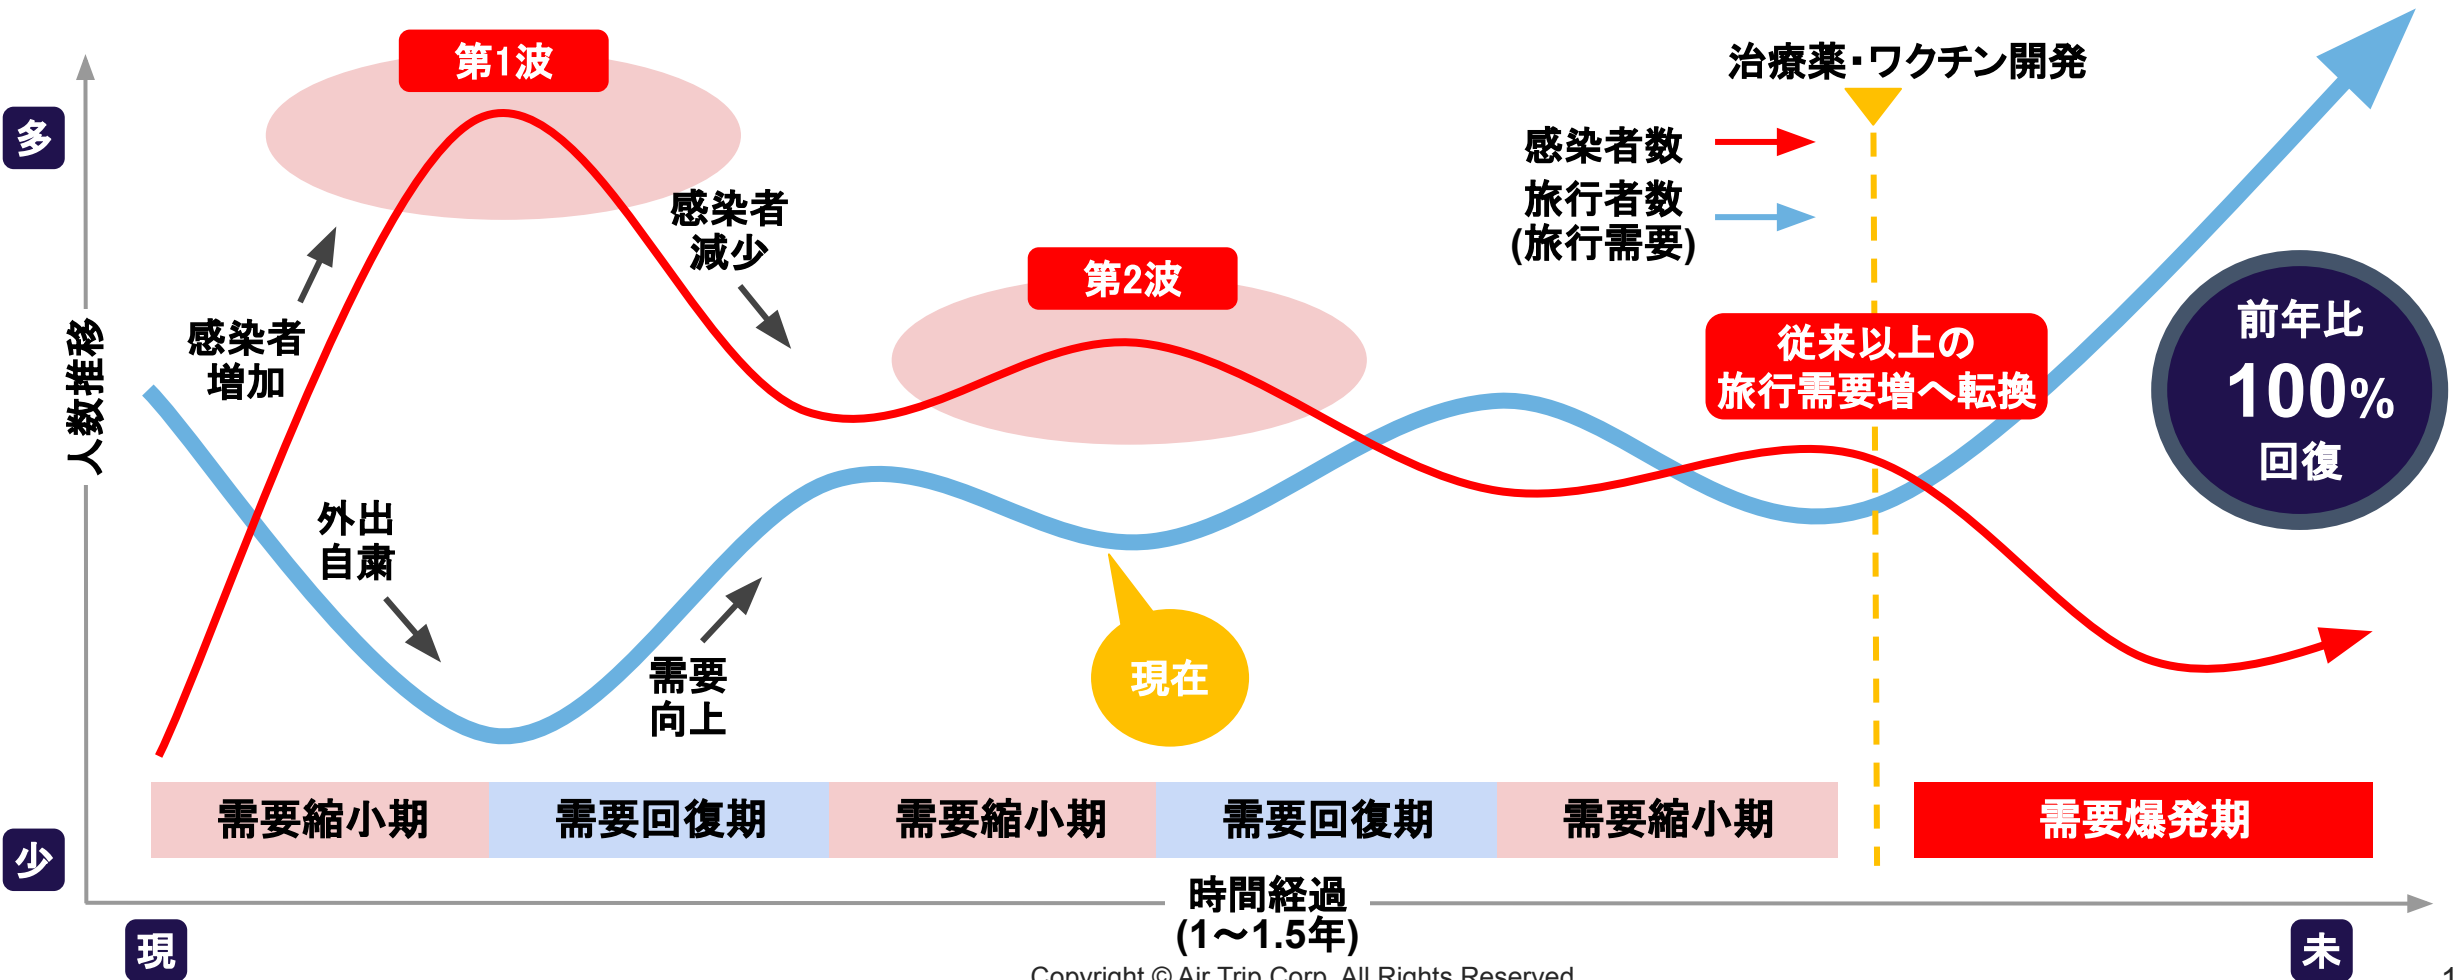 第1波
治療薬・ワクチン開発
多
感染者数
感染者
減少
旅行者数
(旅行需要)
第2波
感染者
増加
人数推移
従来以上の
旅行需要増へ転換
前年比
100%
回復
外出
自粛
需要
向上
現在
需要縮小期
需要回復期
需要縮小期
需要回復期
需要縮小期
需要爆発期
少
時間経過
(1～1.5年)
現
未
Copyright © Air Trip Corp. All Rights Reserved